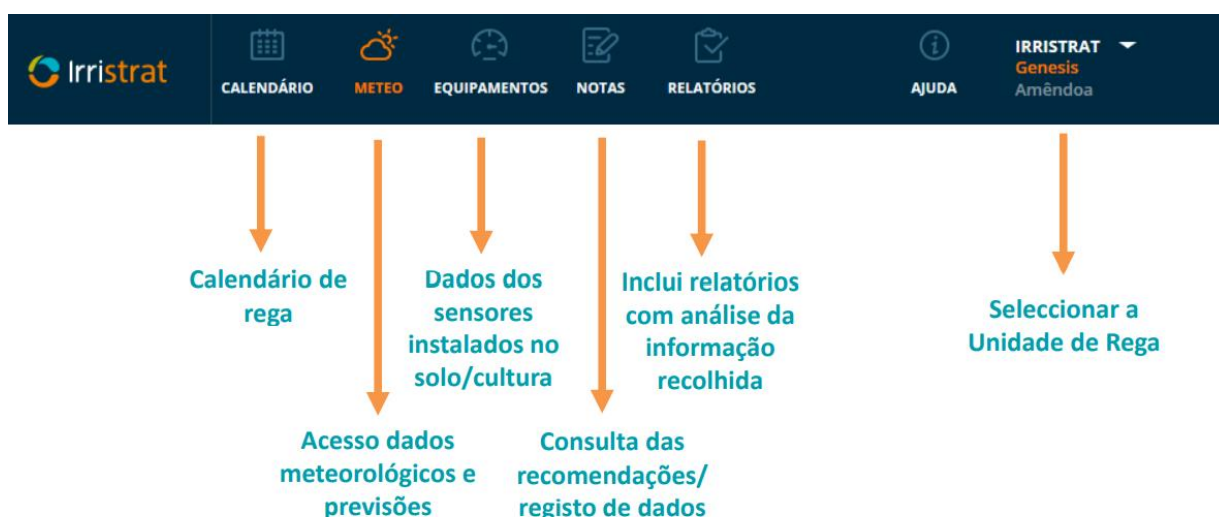 Irristrat
CALENDÁRIO
METEO
EQUIPAMENTOS
NOTAS
RELATÓRIOS
AJUDA
IRRISTRAT
Genesis
Amêndoa
Calendário de
rega
Dados dos
sensores
instalados no
solo/cultura
Inclui relatórios
com análise da
informação
recolhida
Seleccionar a
Unidade de Rega
Acesso dados
meteorológicos e
previsões
Consulta das
recomendações/
registo de dados